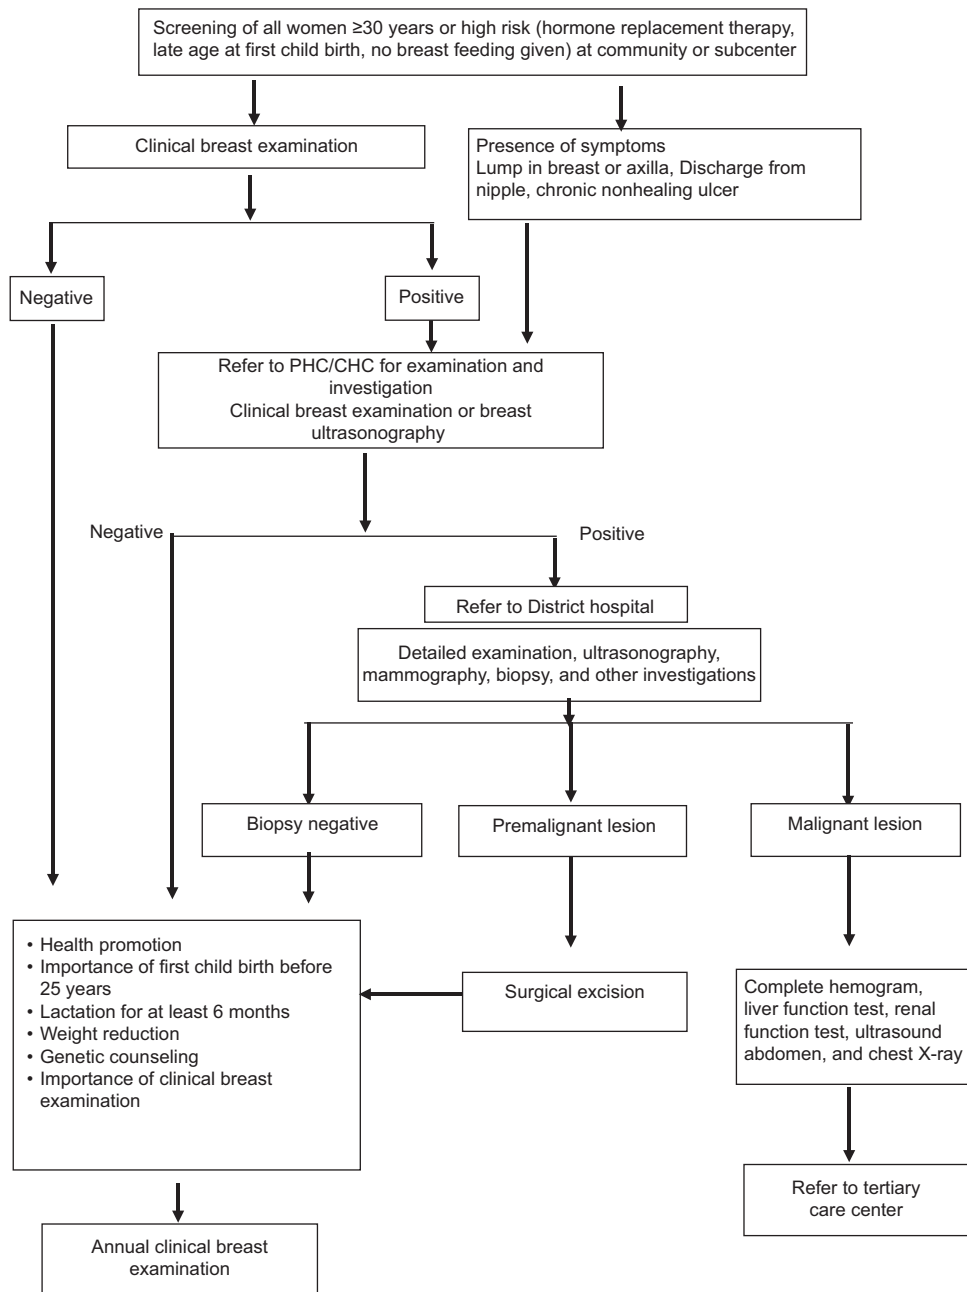 Screening of all women ≥30 years or high risk (hormone replacement therapy,
late age at first child birth, no breast feeding given) at community or subcenter
Clinical breast examination
Presence of symptoms
Lump in breast or axilla, Discharge from
nipple, chronic nonhealing ulcer
Negative
Positive
Refer to PHC/CHC for examination and
investigation
Clinical breast examination or breast
ultrasonography
Negative
Positive
Refer to District hospital
Detailed examination, ultrasonography,
mammography, biopsy, and other investigations
Biopsy negative
Premalignant lesion
Malignant lesion
• Health promotion
• Importance of first child birth before
25 years
• Lactation for at least 6 months
• Weight reduction
• Genetic counseling
• Importance of clinical breast
examination
Surgical excision
Complete hemogram,
liver function test, renal
function test, ultrasound
abdomen, and chest X-ray
Refer to tertiary
care center
Annual clinical breast
examination